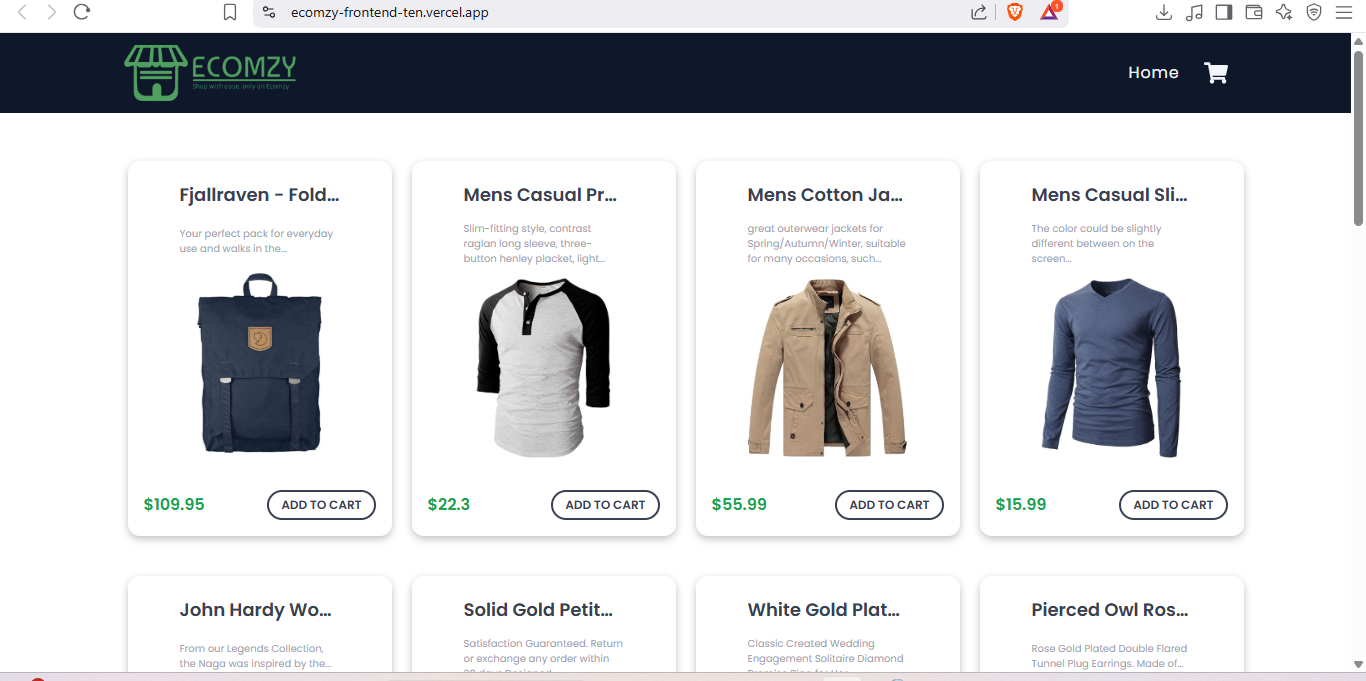 ecomzy-frontend-ten.vercel.app
1
ECOMZY
Shop with ease, only on Ecomzy.
Home
Fjallraven - Fold...
Mens Casual Pr...
Mens Cotton Ja...
Mens Casual Sli...
Your perfect pack for everyday
use and walks in the...
Slim-fitting style, contrast
raglan long sleeve, three-
button henley placket, light...
great outerwear jackets for
Spring/Autumn/Winter, suitable
for many occasions, such...
The color could be slightly
different between on the
screen...
$109.95
ADD TO CART
$22.3
ADD TO CART
$55.99
ADD TO CART
$15.99
ADD TO CART
John Hardy Wo...
Solid Gold Petit...
White Gold Plat...
Pierced Owl Ros...
From our Legends Collection,
the Naga was inspired by the...
Satisfaction Guaranteed. Return
or exchange any order within
Classic Created Wedding
Engagement Solitaire Diamond
Rose Gold Plated Double Flared
Tunnel Plug Earrings. Made of...